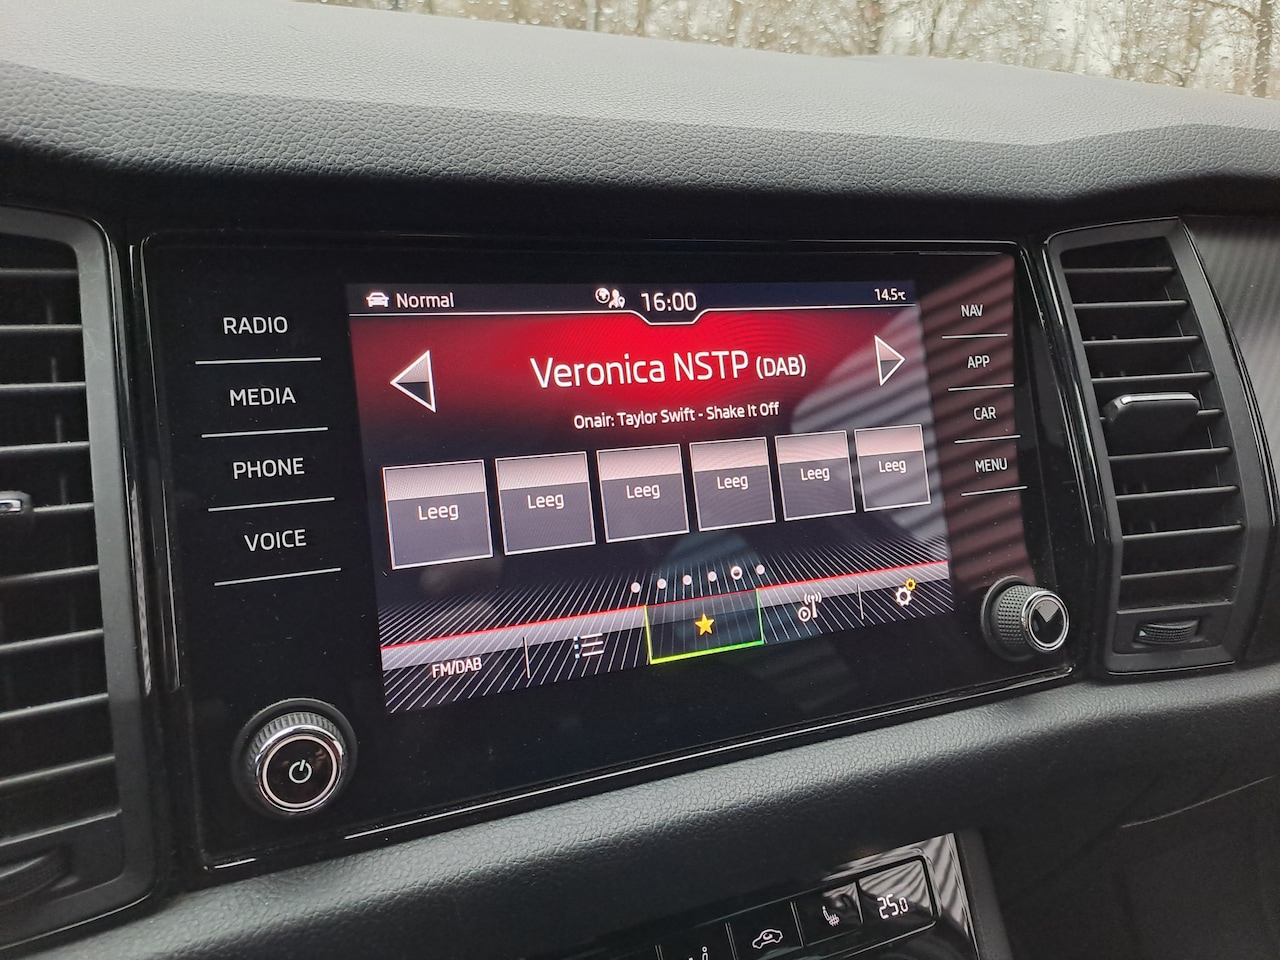 Normal
16:00
14.5°C
RADIO
MEDIA
PHONE
VOICE
Veronica NSTP (DAB)
Onair: Taylor Swift - Shake It Off
Leeg
Leeg
Leeg
Leeg
Leeg
Leeg
FM/DAB
NAV
APP
CAR
MENU
25.0